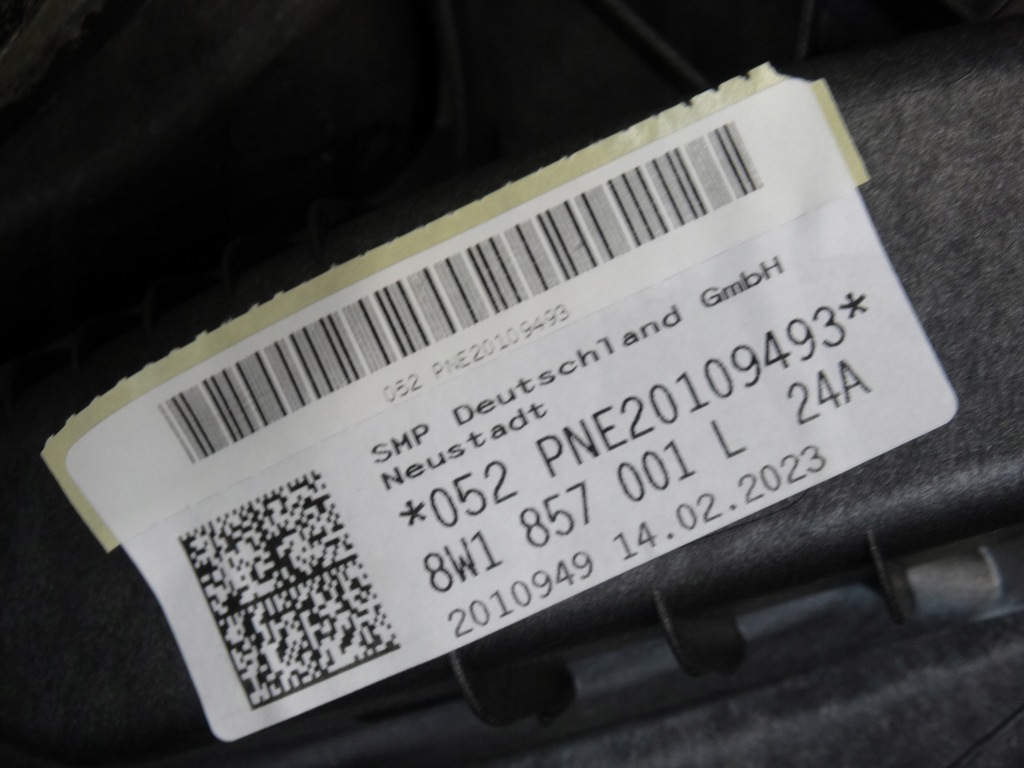 052 PNE20109493
SMP Deutschland GmbH
Neustadt
*052 PNE20109493*
8W1 857 001 L 24A
2010949 14.02.2023